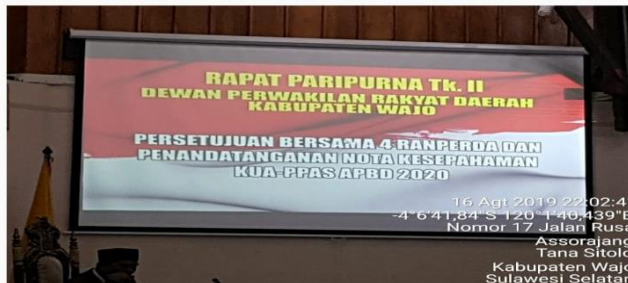 RAPAT PARIPURNA TK. II
DEWAN PERWAKILAN RAKYAT DAERAH
KABUPATEN WAJO
PERSETUJUAN BERSAMA 4 RANPERDA DAN
PENANDATANGANAN NOTA KESEPAHAMAN
KUA-PPAS APBD 2020
16 Agt 2019 22:02:4
-4°6'41,84"S 120°1'40,439"E
Nomor 17 Jalan Rusa
Assorajang
Tana Sitolo
Kabupaten Wajo
Sulawesi Selatan